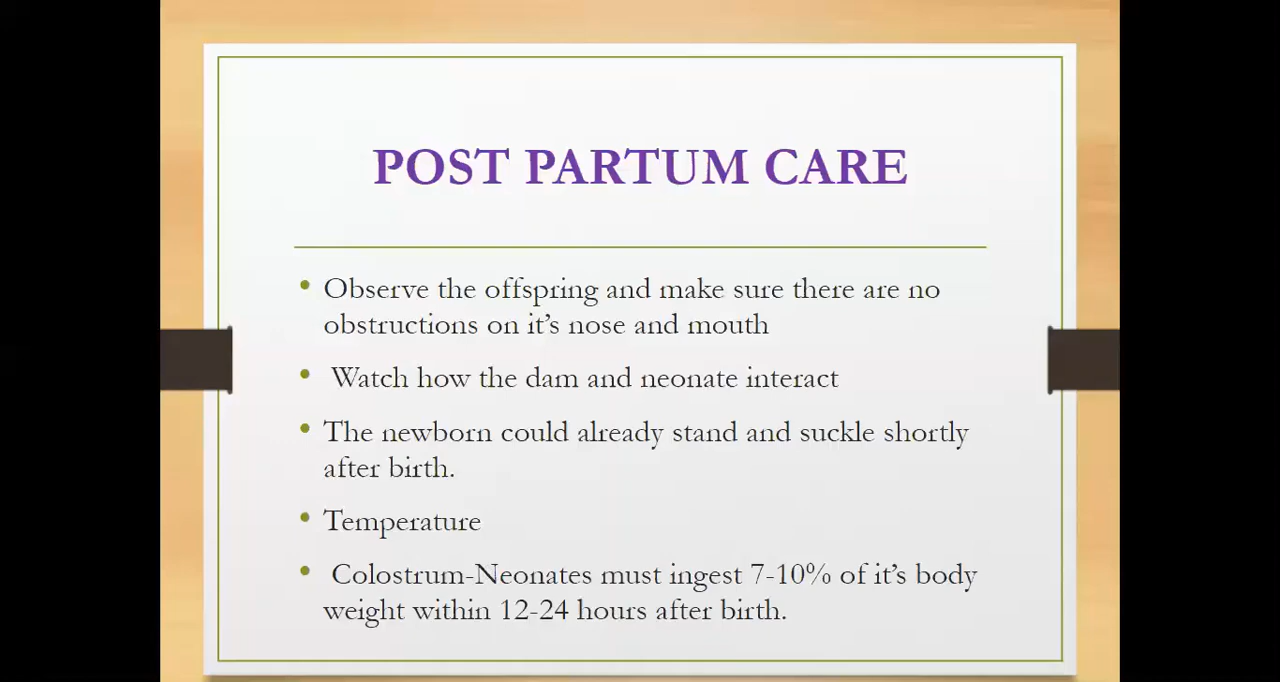 POST PARTUM CARE
• Observe the offspring and make sure there are no
obstructions on it’s nose and mouth
• Watch how the dam and neonate interact
• The newborn could already stand and suckle shortly
after birth.
• Temperature
• Colostrum-Neonates must ingest 7-10% of it’s body
weight within 12-24 hours after birth.